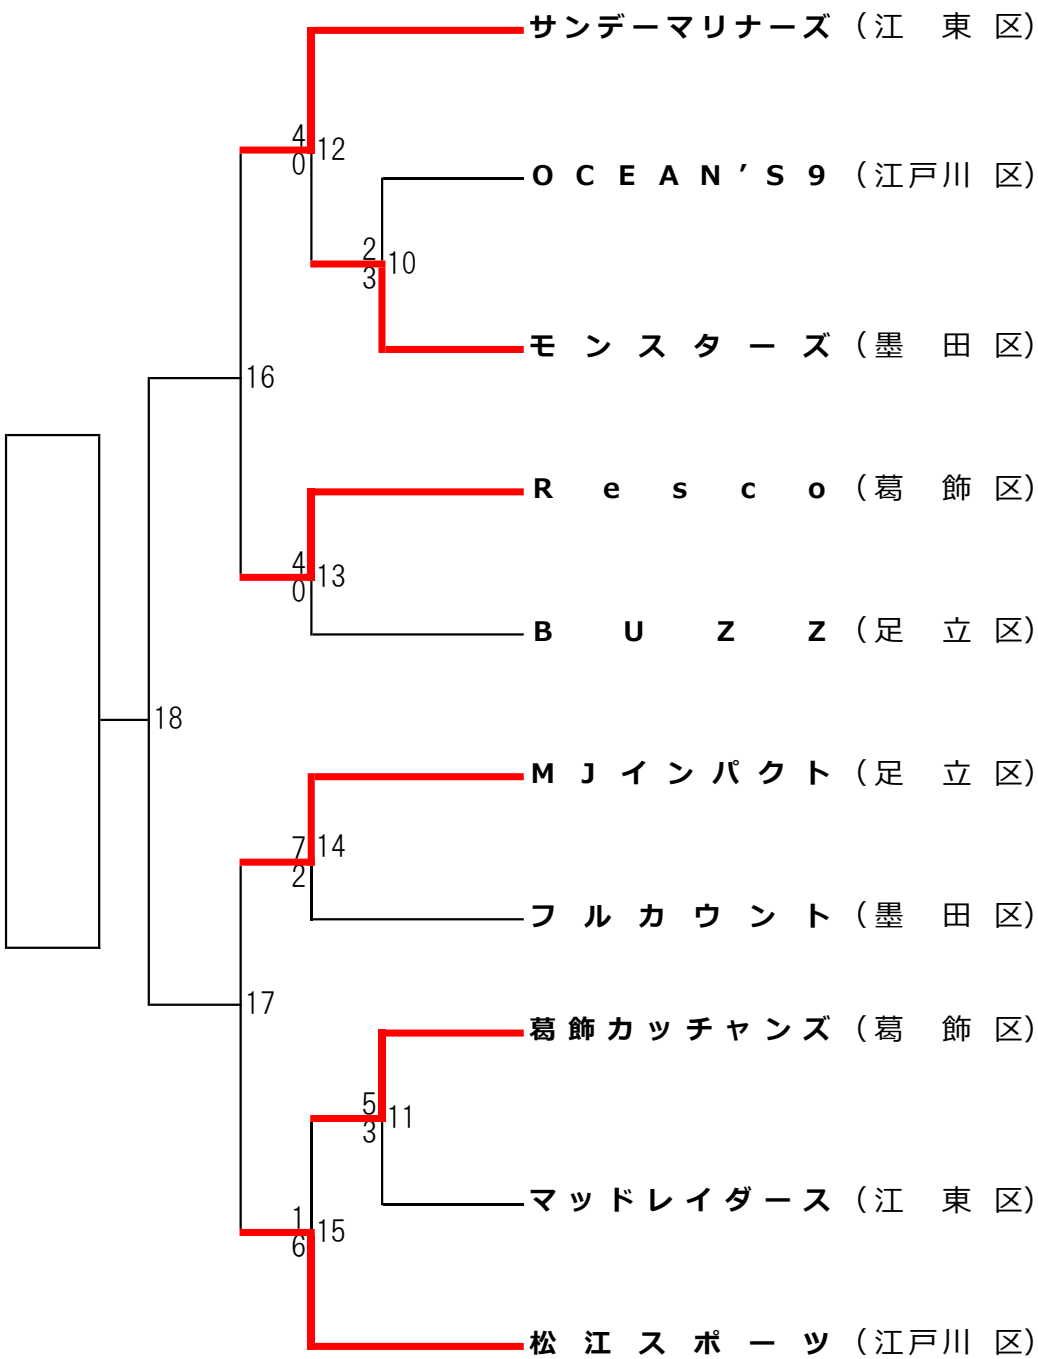 サンデーマリナーズ（江　東　区）
4
0
12
OCEAN’S9（江戸川 区）
2
3
10
モンスターズ（墨　田　区）
16
Resco（葛　飾　区）
4
0
13
BUZZ（足　立　区）
18
MJインパクト（足　立　区）
7
2
14
フルカウント（墨　田　区）
17
葛飾カッチャンズ（葛　飾　区）
5
3
11
マッドレイダース（江　東　区）
1
6
15
松江スポーツ（江戸川 区）